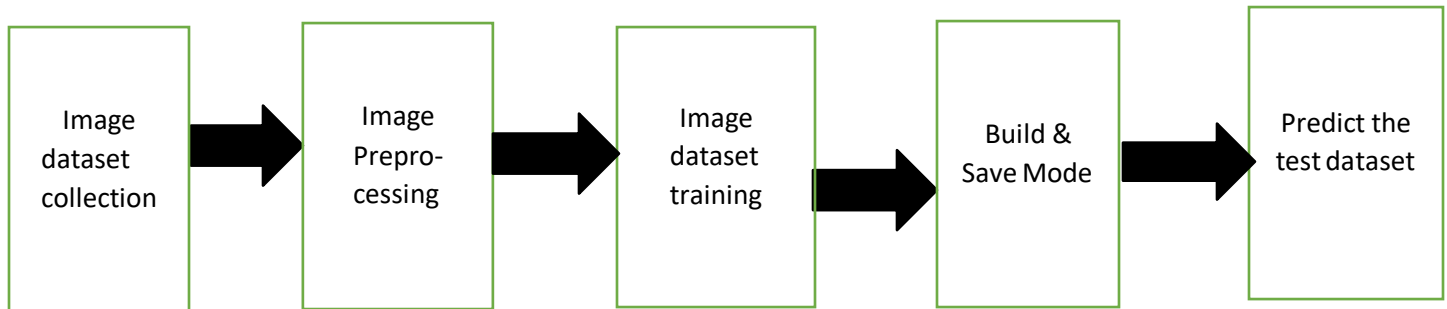 Image
dataset
collection
Image
Prepro-
cessing
Image
dataset
training
Build &
Save Mode
Predict the
test dataset